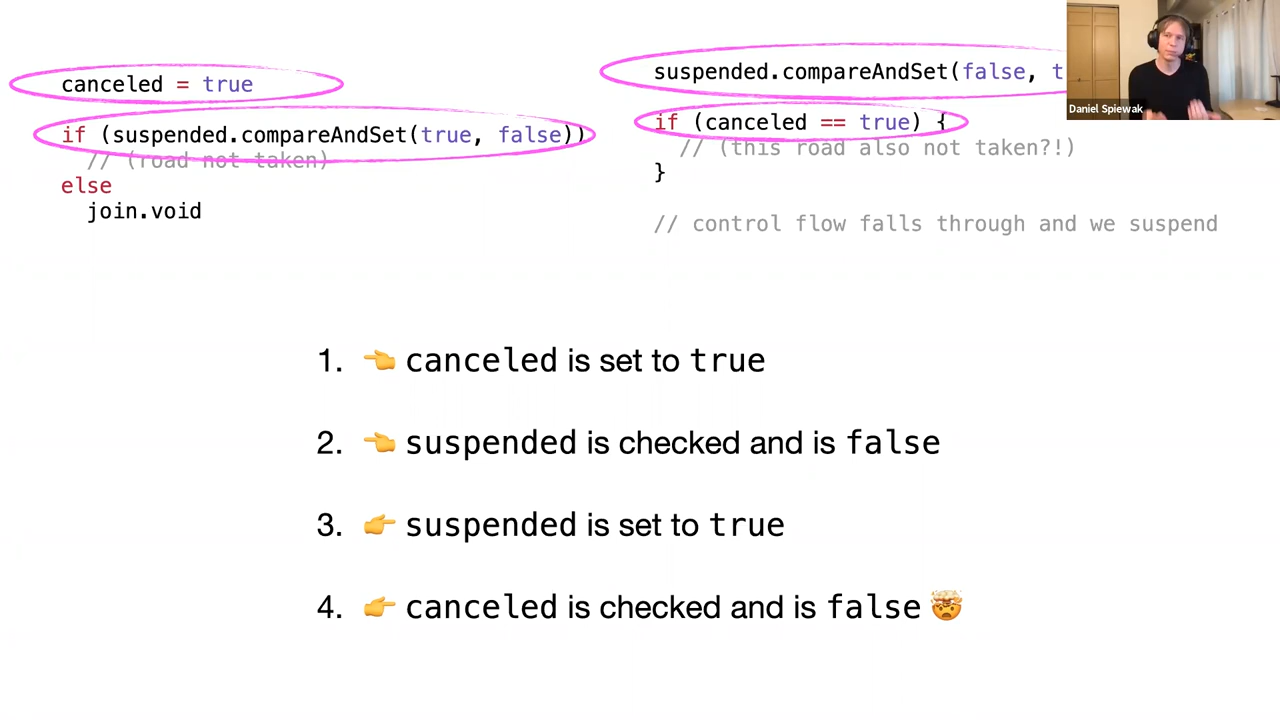 canceled = true
if (suspended.compareAndSet(true, false))
// (road not taken)
else
join.void
suspended.compareAndSet(false, t
if (canceled == true) {
// (this road also not taken?!)
}
// control flow falls through and we suspend
Daniel Spiewak
1. 👈 canceled is set to true
2. 👈 suspended is checked and is false
3. 👉 suspended is set to true
4. 👉 canceled is checked and is false 🤯